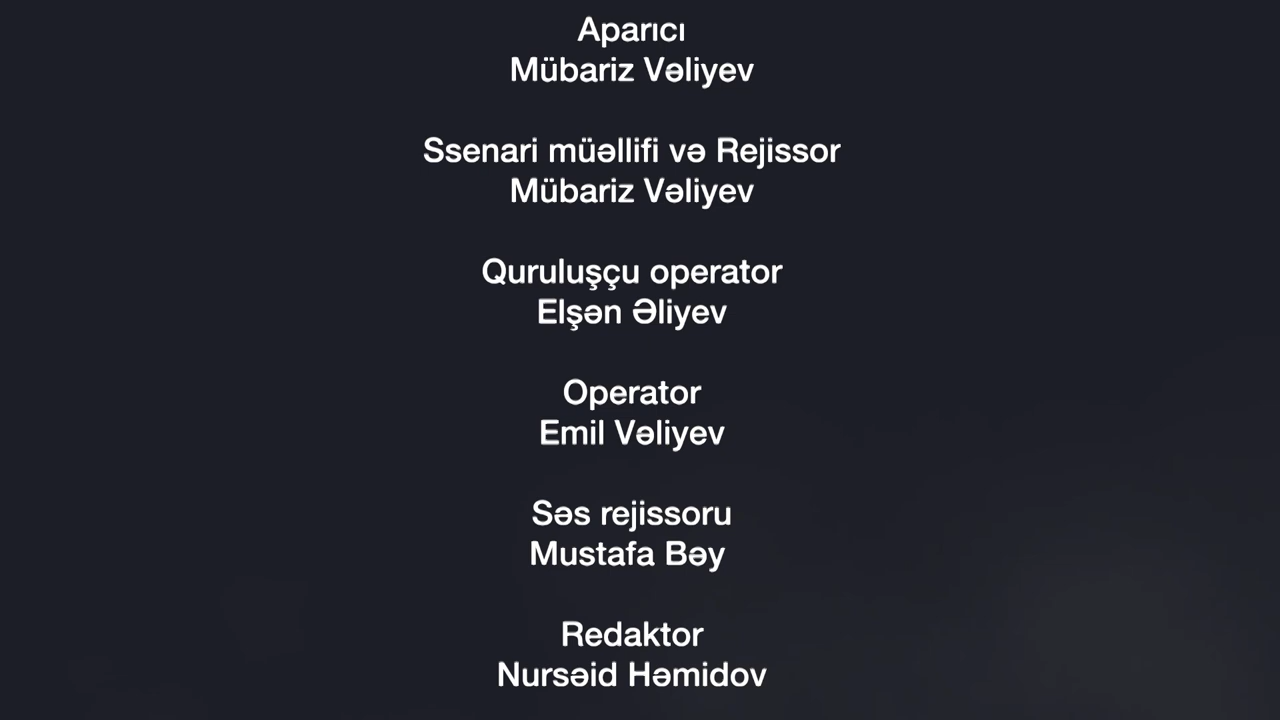 Aparıcı
Mübariz Vəliyev
Ssenari müəllifi və Rejissor
Mübariz Vəliyev
Quruluşçu operator
Elşən Əliyev
Operator
Emil Vəliyev
Səs rejissoru
Mustafa Bəy
Redaktor
Nursəid Həmidov